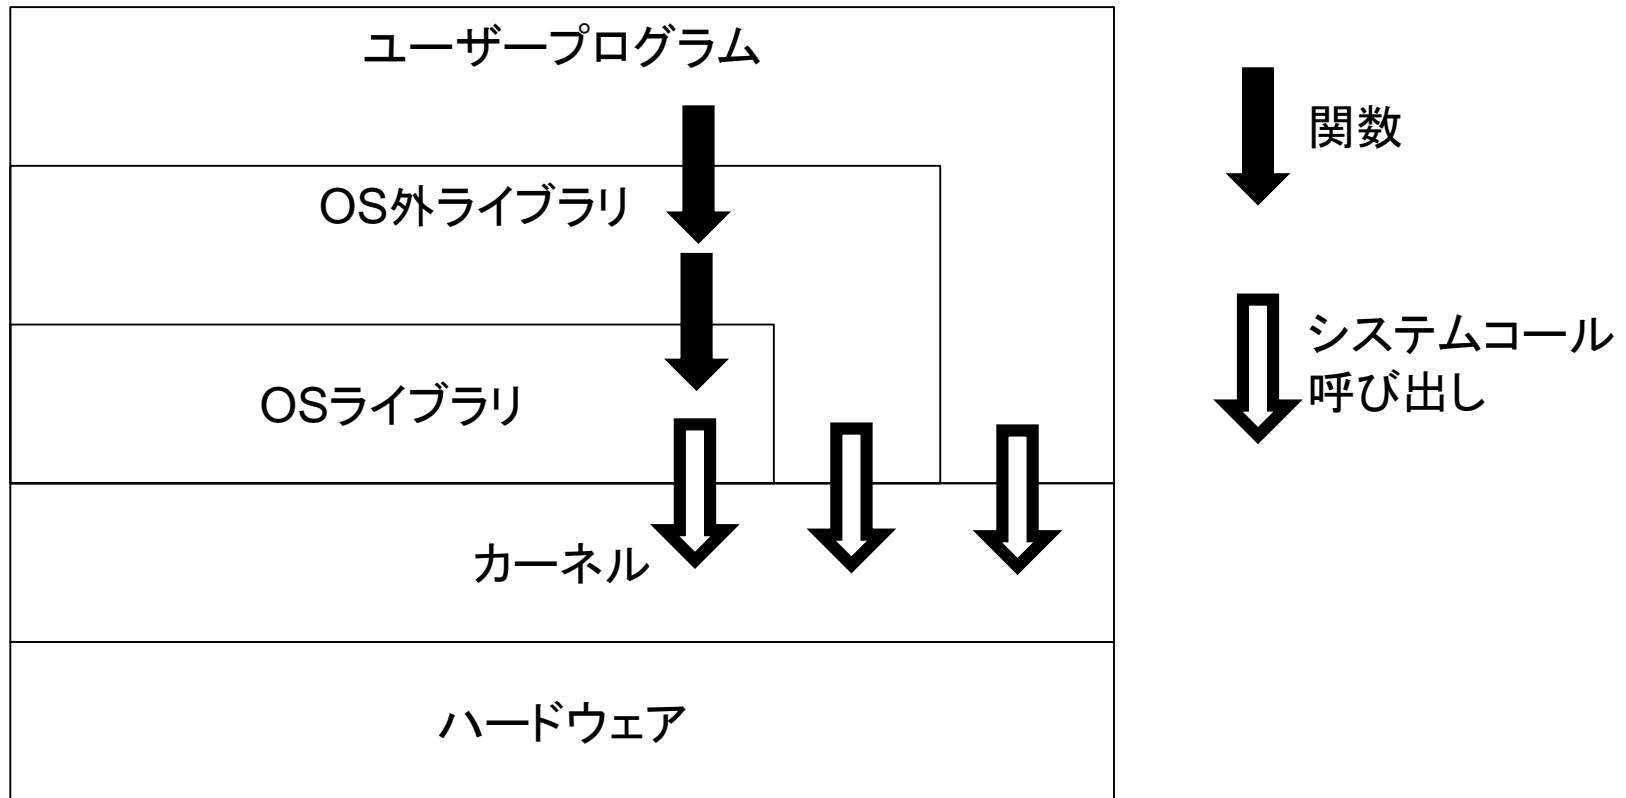 ユーザープログラム
関数
OS外ライブラリ
システムコール
呼び出し
OSライブラリ
カーネル
ハードウェア